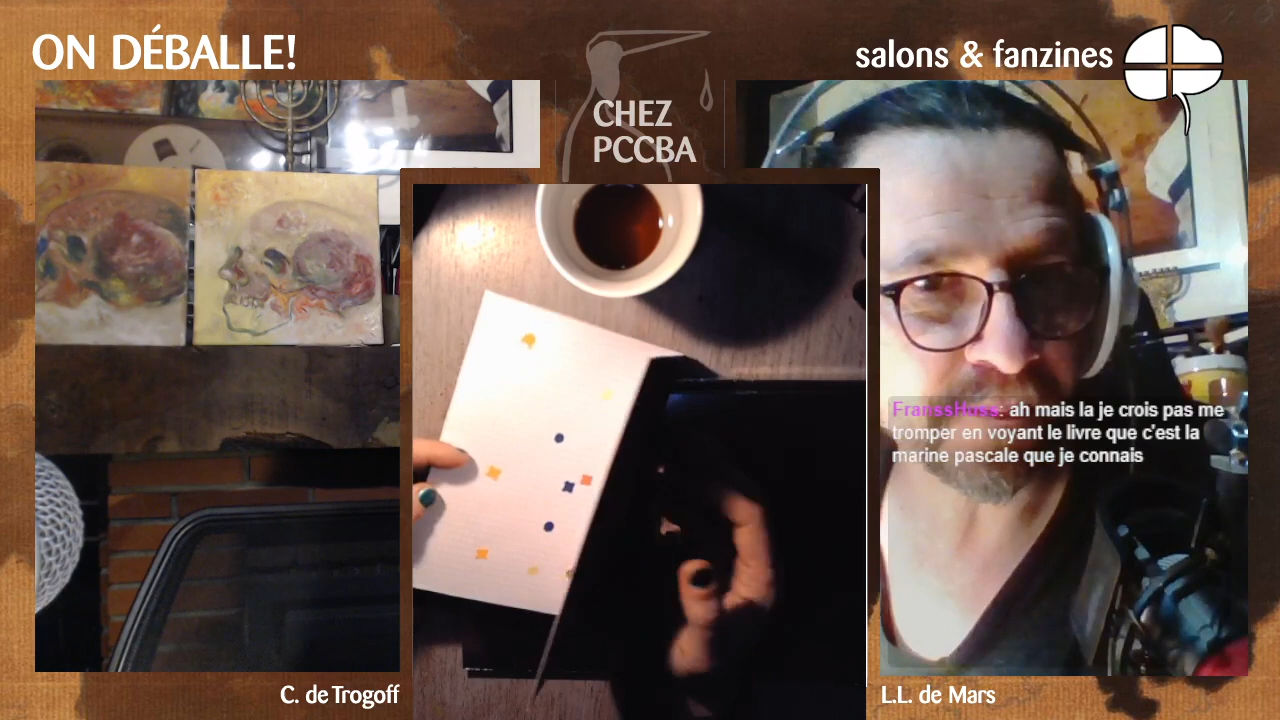 ON DÉBALLE!
salons & fanzines
CHEZ
PCCBA
FranssHuss: ah mais la je crois pas me
tromper en voyant le livre que c'est la
marine pascale que je connais
C. de Trogoff
L.L. de Mars